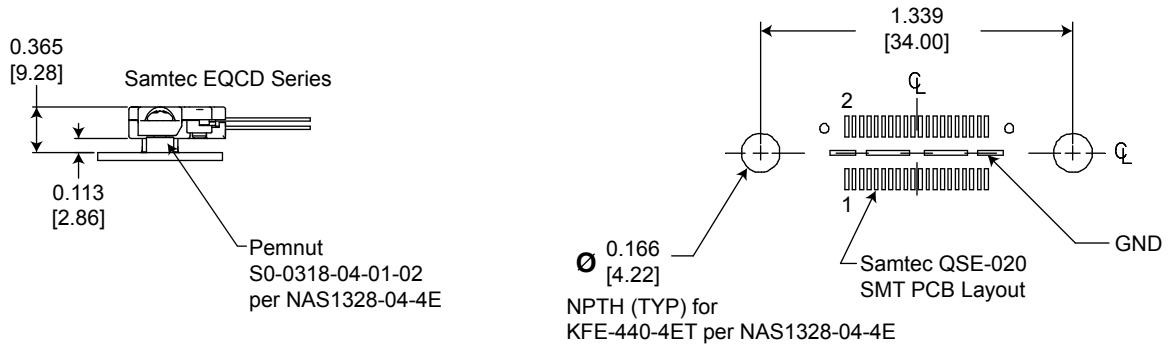 0.365
[9.28]
Samtec EQCD Series
0.113
[2.86]
Pemnut
S0-0318-04-01-02
per NAS1328-04-4E
1.339
[34.00]
℄
2
℄
1
GND
Ø 0.166
[4.22]
Samtec QSE-020
SMT PCB Layout
NPTH (TYP) for
KFE-440-4ET per NAS1328-04-4E